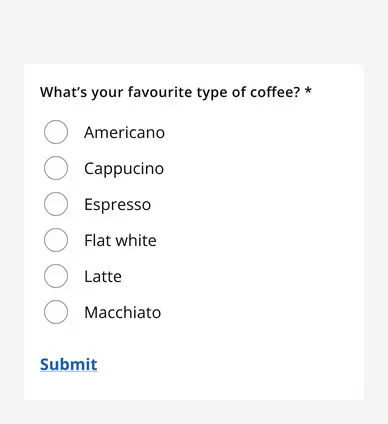 What’s your favourite type of coffee? *
Americano
Cappucino
Espresso
Flat white
Latte
Macchiato
Submit